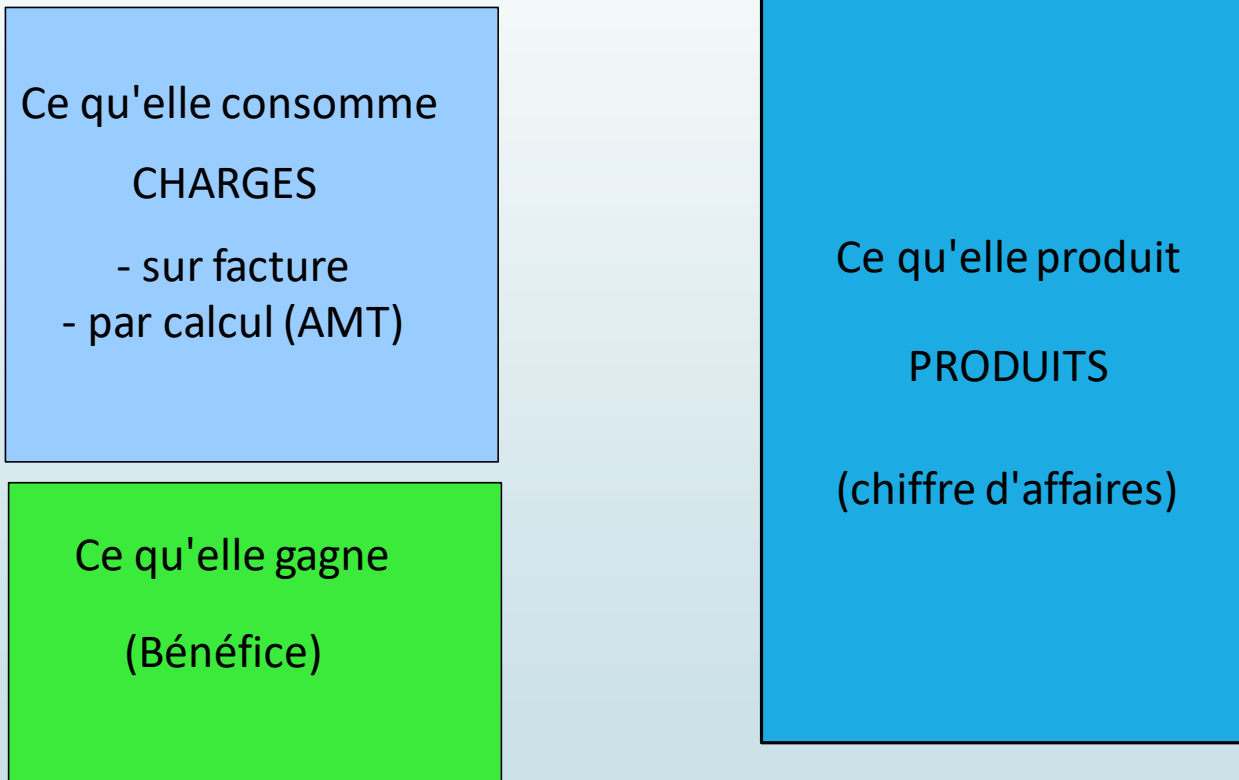 Ce qu'elle consomme
CHARGES
- sur facture
- par calcul (AMT)
Ce qu'elle gagne
(Bénéfice)
Ce qu'elle produit
PRODUITS
(chiffre d'affaires)